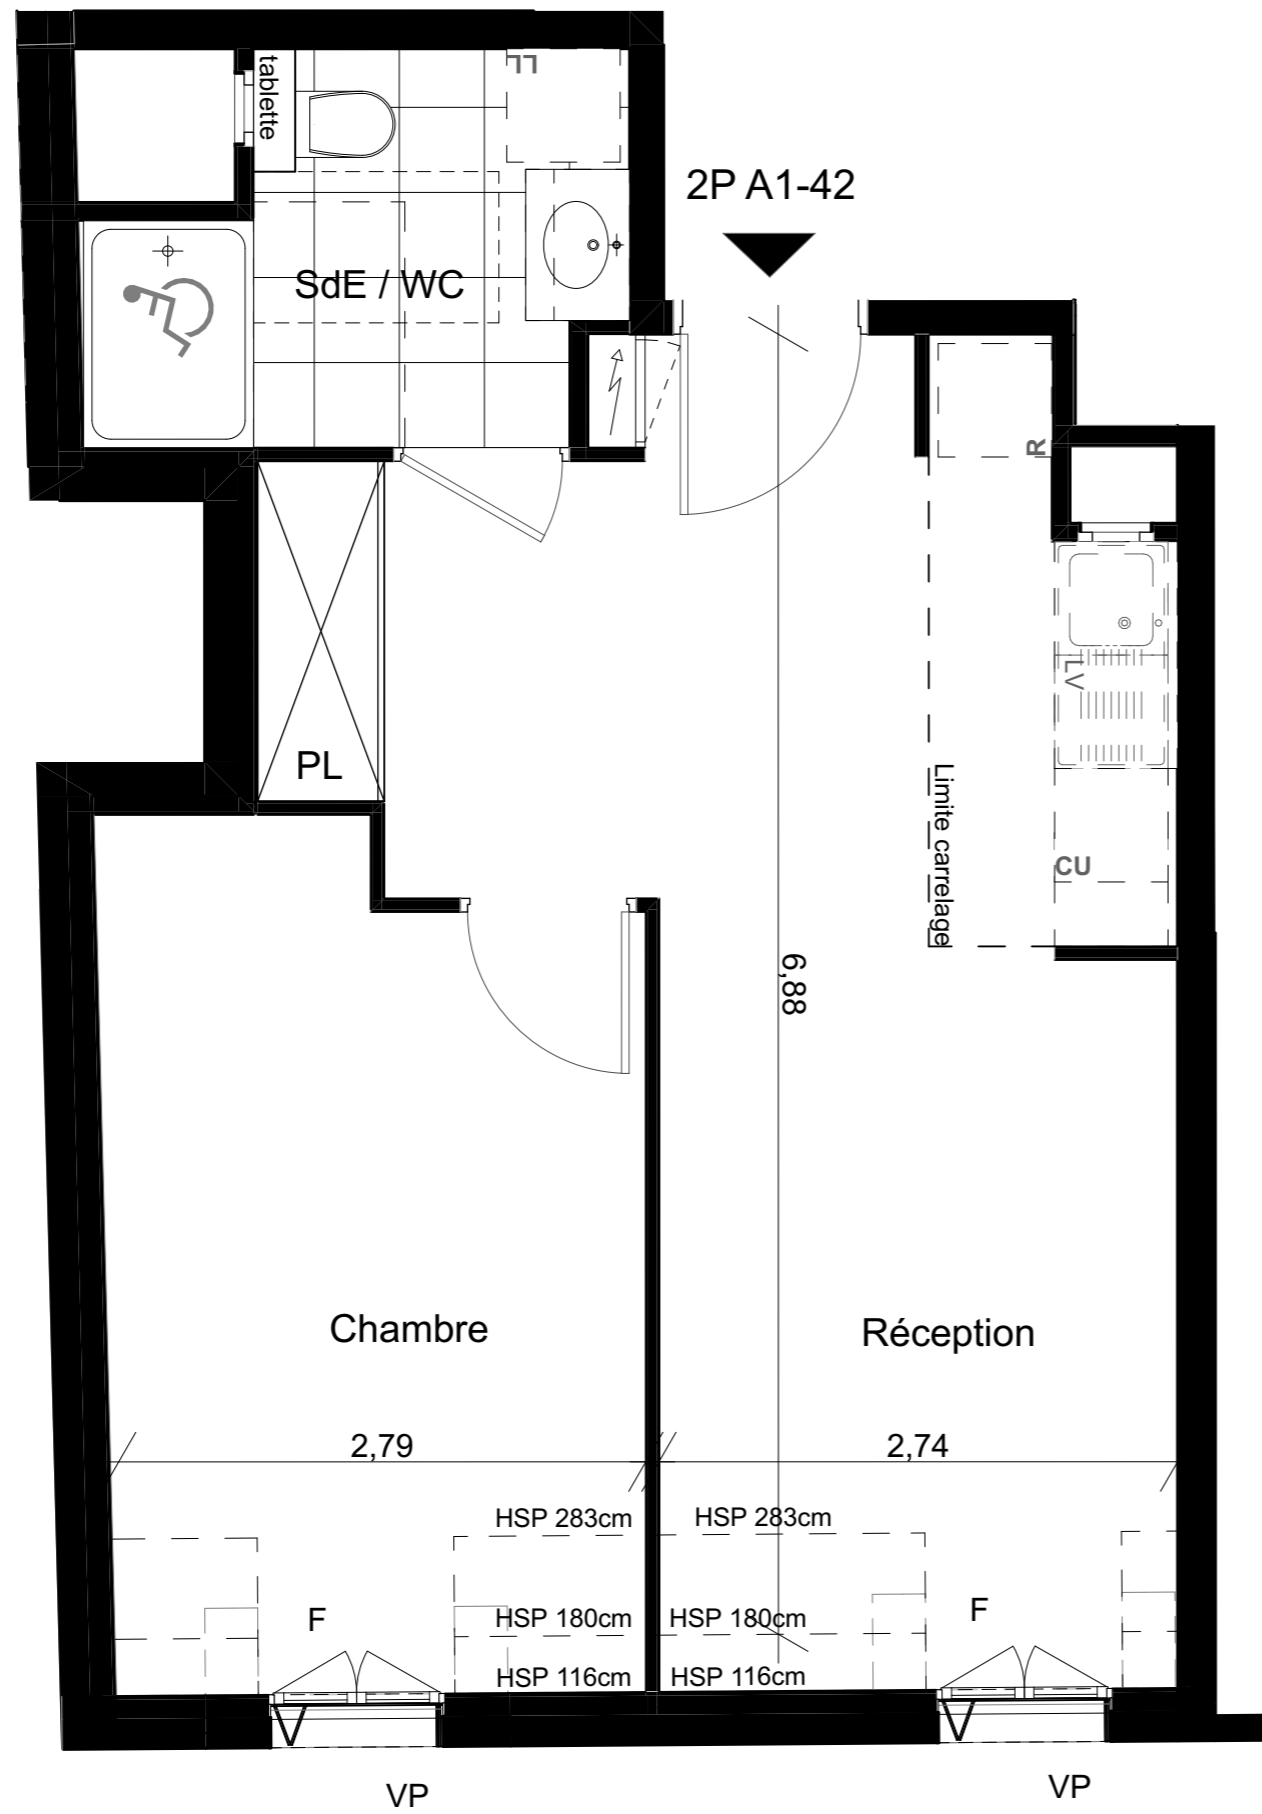 tablette
LL
2P A1-42
SdE / WC
R
LV
PL
Limite carrelage
CU
6,88
Chambre
Réception
2,79
2,74
HSP 283cm
HSP 283cm
F
HSP 180cm
HSP 180cm
F
HSP 116cm
HSP 116cm
VP
VP